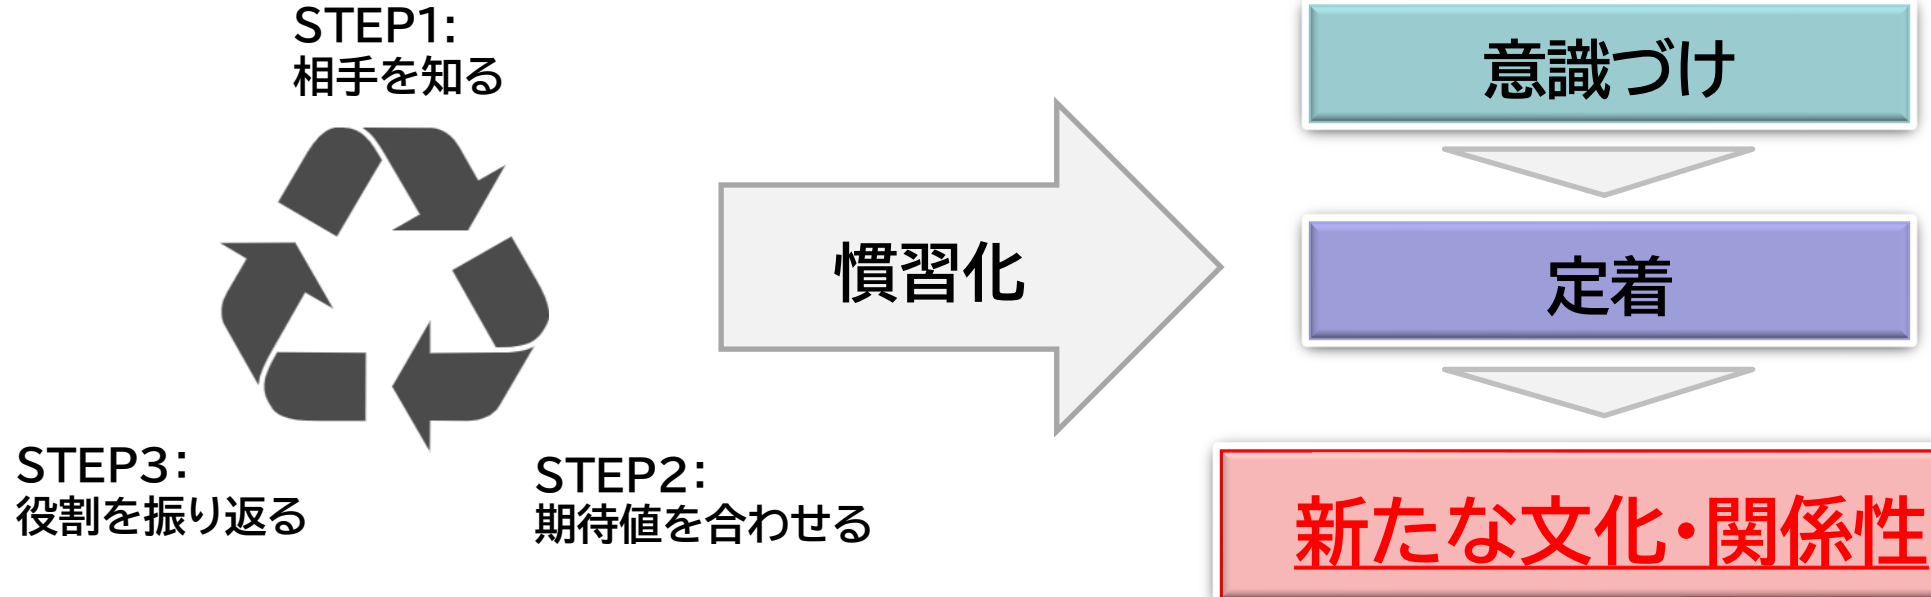 STEP1:
相手を知る
STEP3:
役割を振り返る
STEP2:
期待値を合わせる
慣習化
意識づけ
定着
新たな文化・関係性